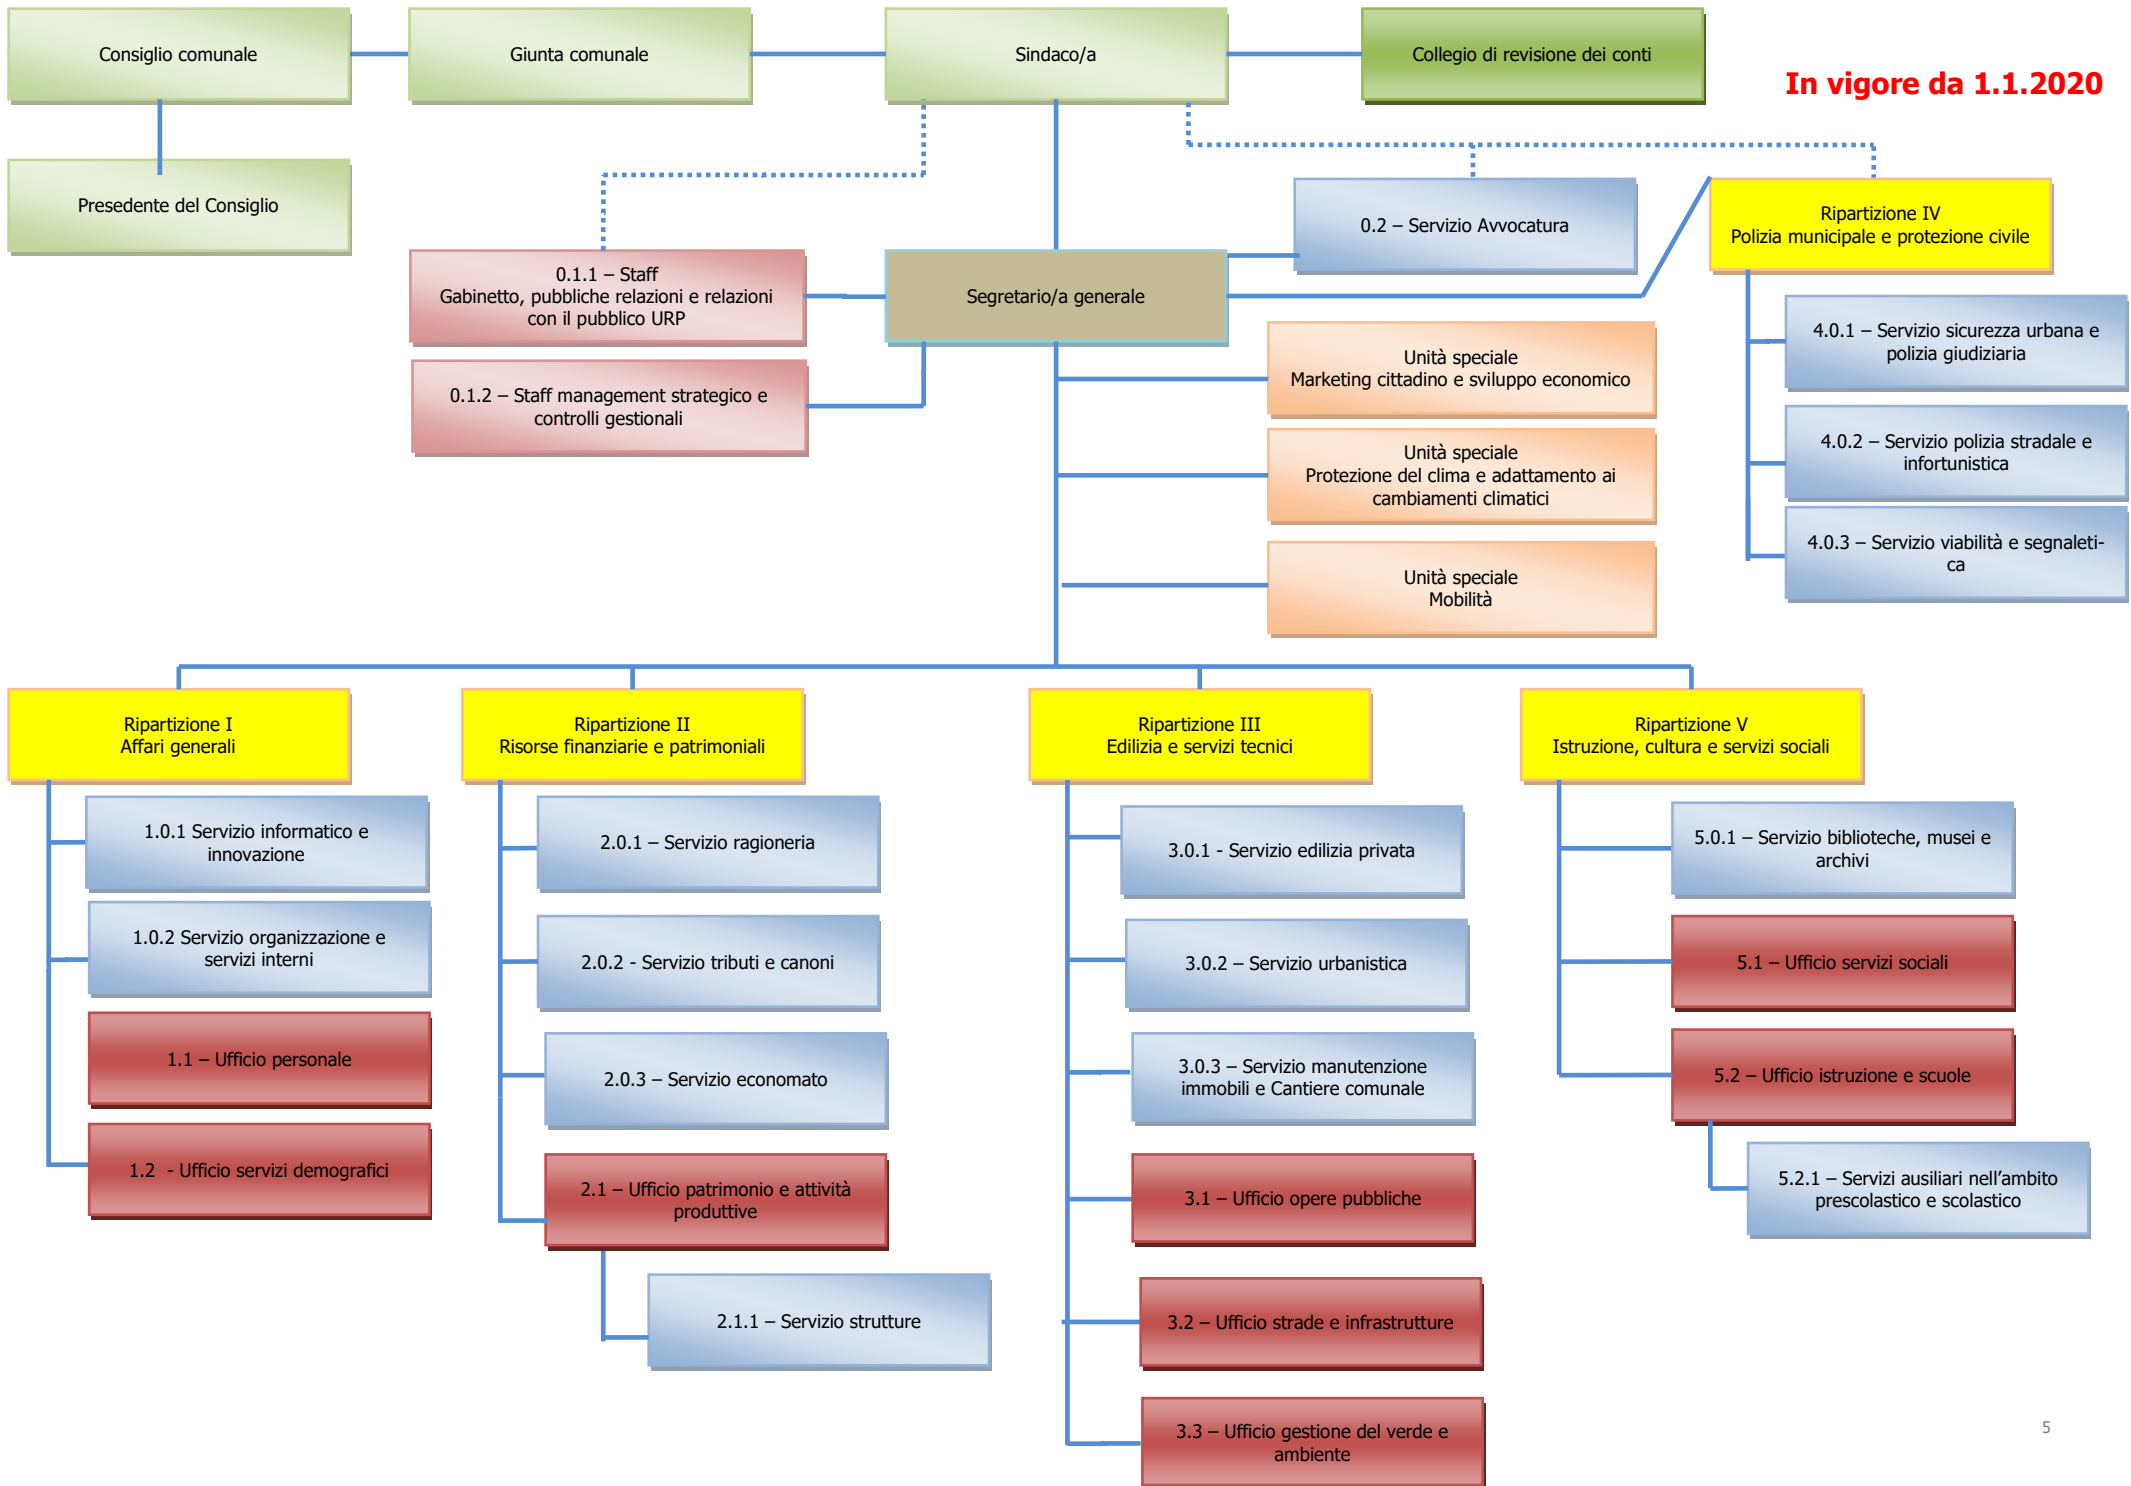 Consiglio comunale
Giunta comunale
Sindaco/a
Collegio di revisione dei conti
In vigore da 1.1.2020
Presedente del Consiglio
0.2 – Servizio Avvocatura
Ripartizione IV
Polizia municipale e protezione civile
0.1.1 – Staff
Gabinetto, pubbliche relazioni e relazioni
con il pubblico URP
Segretario/a generale
4.0.1 – Servizio sicurezza urbana e
polizia giudiziaria
Unità speciale
Marketing cittadino e sviluppo economico
0.1.2 – Staff management strategico e
controlli gestionali
4.0.2 – Servizio polizia stradale e
infortunistica
Unità speciale
Protezione del clima e adattamento ai
cambiamenti climatici
4.0.3 – Servizio viabilità e segnaleti-
ca
Unità speciale
Mobilità
Ripartizione I
Affari generali
Ripartizione II
Risorse finanziarie e patrimoniali
Ripartizione III
Edilizia e servizi tecnici
Ripartizione V
Istruzione, cultura e servizi sociali
1.0.1 Servizio informatico e
innovazione
1.0.2 Servizio organizzazione e
servizi interni
1.1 – Ufficio personale
1.2  - Ufficio servizi demografici
2.0.1 – Servizio ragioneria
2.0.2 - Servizio tributi e canoni
2.0.3 – Servizio economato
2.1 – Ufficio patrimonio e attività
produttive
2.1.1 – Servizio strutture
3.0.1 - Servizio edilizia privata
3.0.2 – Servizio urbanistica
3.0.3 – Servizio manutenzione
immobili e Cantiere comunale
3.1 – Ufficio opere pubbliche
3.2 – Ufficio strade e infrastrutture
3.3 – Ufficio gestione del verde e
ambiente
5.0.1 – Servizio biblioteche, musei e
archivi
5.1 – Ufficio servizi sociali
5.2 – Ufficio istruzione e scuole
5.2.1 – Servizi ausiliari nell’ambito
prescolastico e scolastico
5